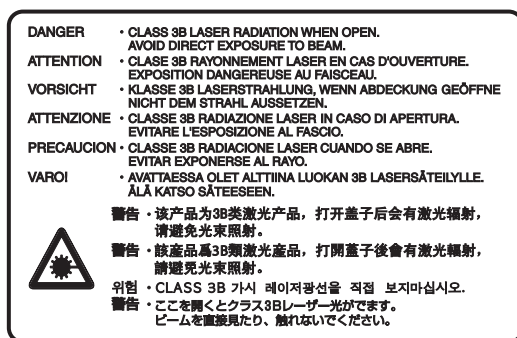 DANGER · CLASS 3B LASER RADIATION WHEN OPEN.
AVOID DIRECT EXPOSURE TO BEAM.
ATTENTION · CLASE 3B RAYONNEMENT LASER EN CAS D'OUVERTURE.
EXPOSITION DANGEREUSE AU FAISCEAU.
VORSICHT · KLASSE 3B LASERSTRAHLUNG, WENN ABDECKUNG GEÖFFNE
NICHT DEM STRAHL AUSSETZEN.
ATTENZIONE · CLASSE 3B RADIAZIONE LASER IN CASO DI APERTURA.
EVITARE L'ESPOSIZIONE AL FASCIO.
PRECAUCION · CLASSE 3B RADIACIONE LASER CUANDO SE ABRE.
EVITAR EXPONERSE AL RAYO.
VARO! · AVATTAESSA OLET ALTTIINA LUOKAN 3B LASERSÄTEILYLLE.
ÄLÄ KATSO SÄTEESEEN.
警告 · 该产品为3B类激光产品，打开盖子后会有激光辐射，
请避免光束照射。
警告 · 該産品爲3B類激光産品，打開蓋子後會有激光輻射，
請避免光束照射。
위험 · CLASS 3B 가시 레이저광선을 직접 보지마십시오.
警告 · ここを開くとクラス3Bレーザー光がでます。
ビームを直接見たり、触れないでください。